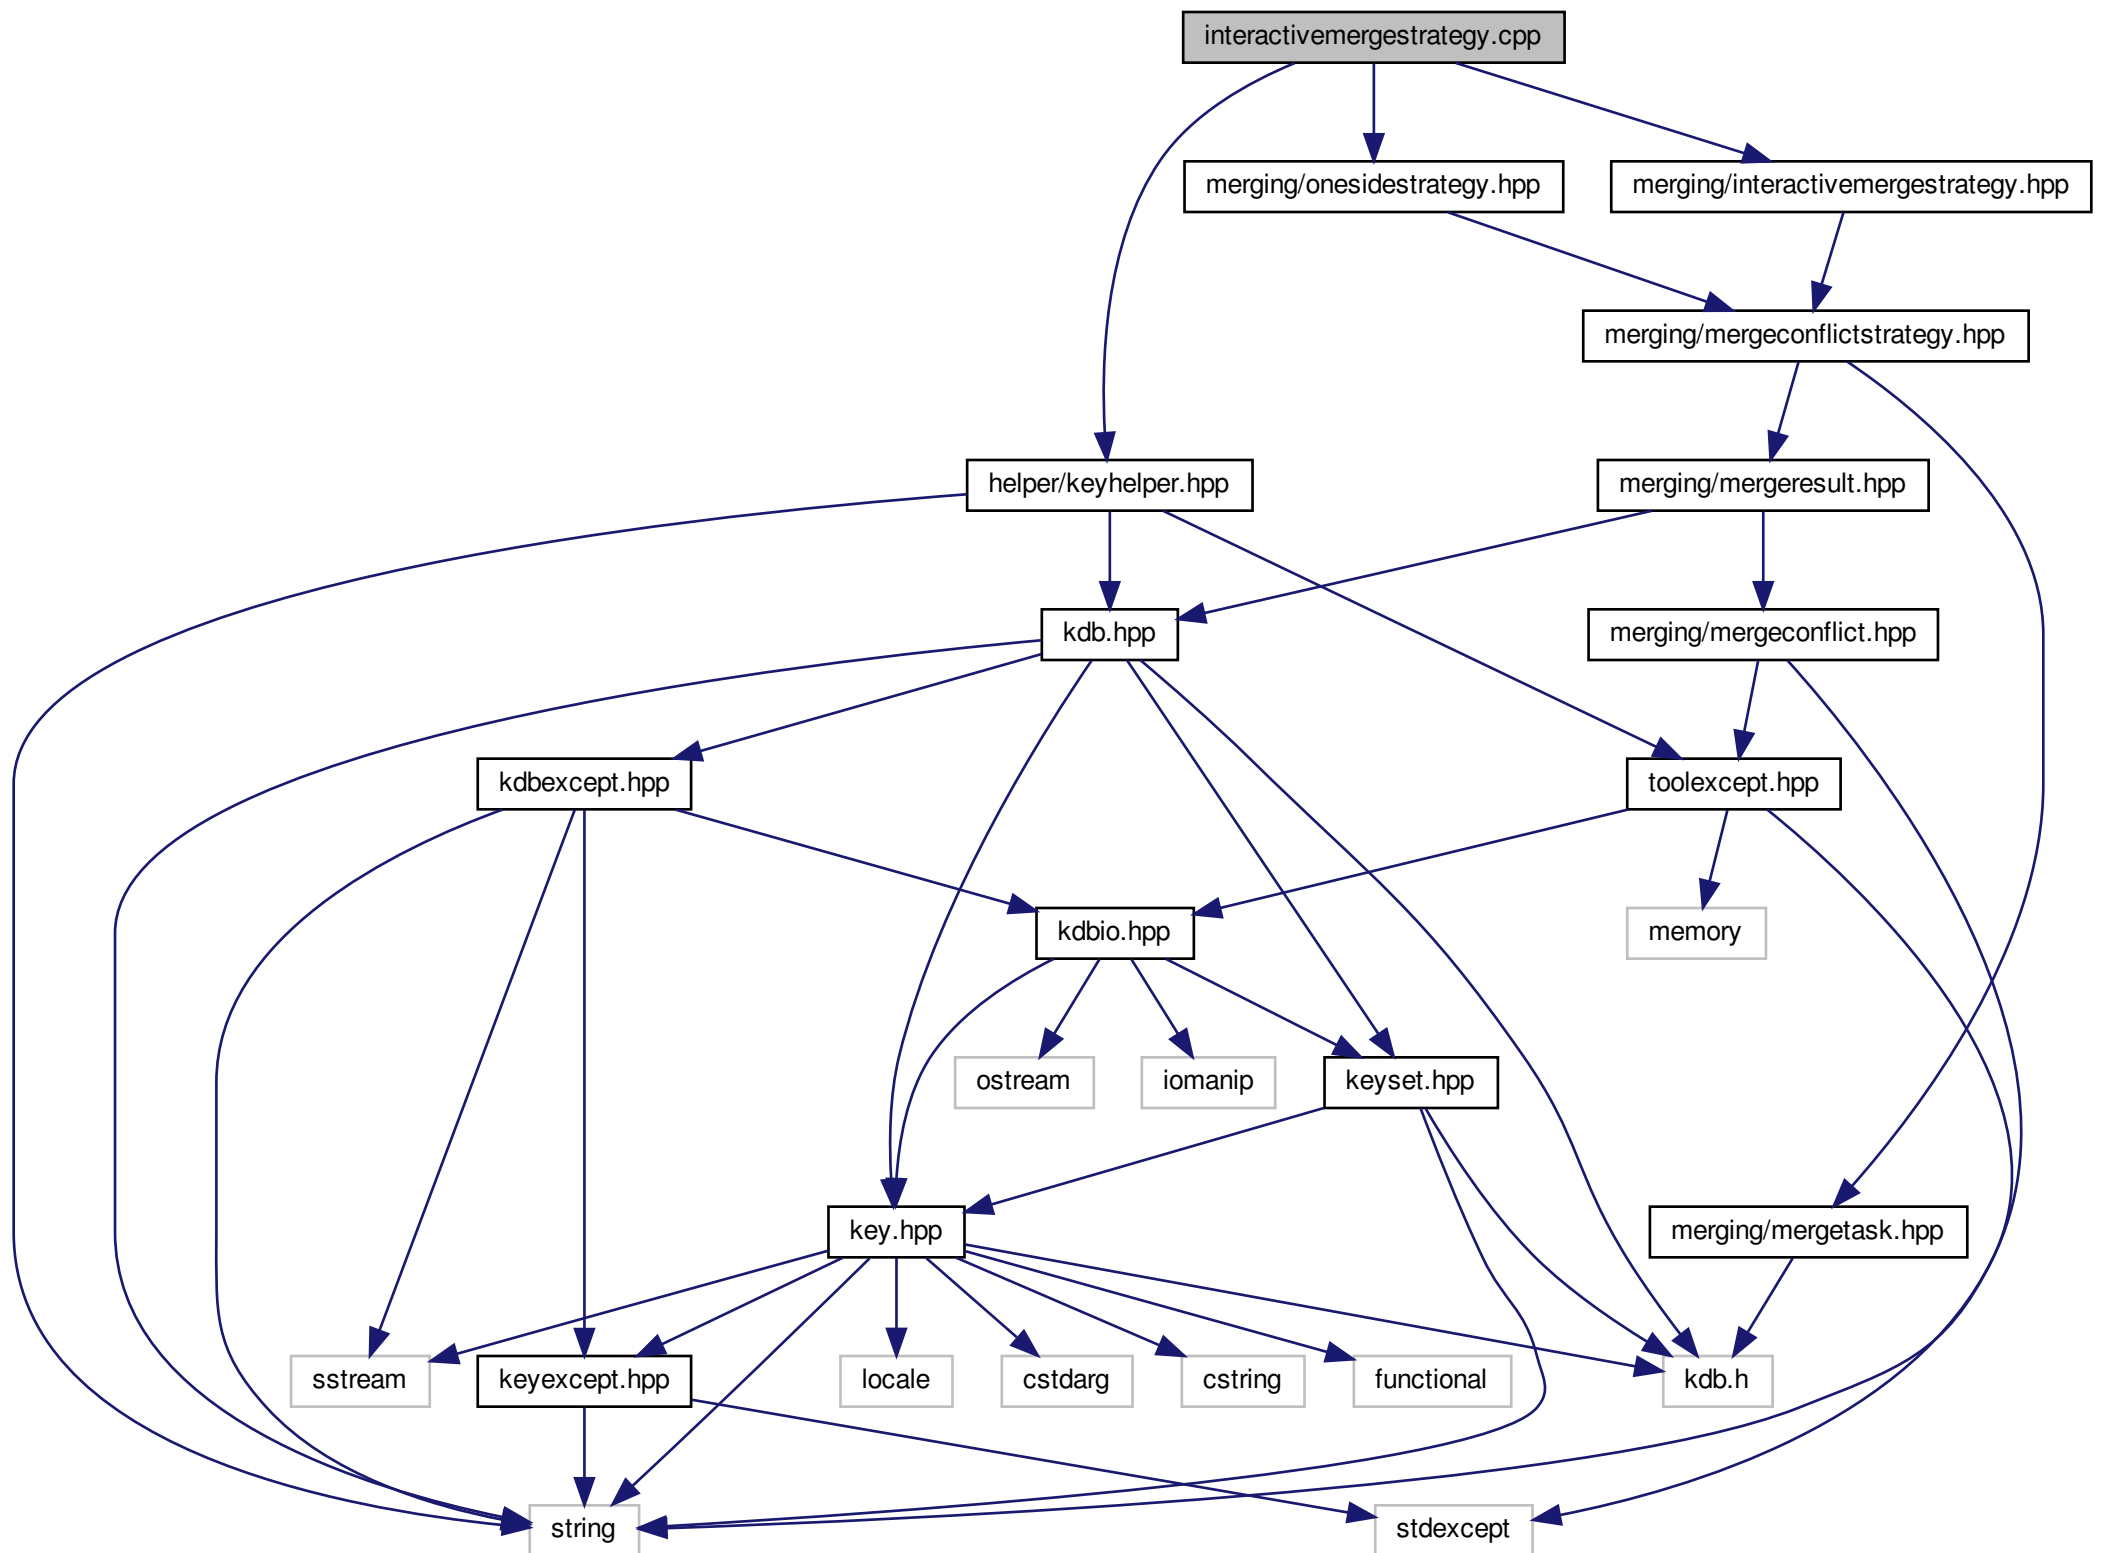 interactivemergestrategy.cpp
merging/onesidestrategy.hpp
merging/interactivemergestrategy.hpp
merging/mergeconflictstrategy.hpp
helper/keyhelper.hpp
merging/mergeresult.hpp
kdb.hpp
merging/mergeconflict.hpp
kdbexcept.hpp
toolexcept.hpp
kdbio.hpp
memory
ostream
iomanip
keyset.hpp
key.hpp
merging/mergetask.hpp
sstream
keyexcept.hpp
locale
cstdarg
cstring
functional
kdb.h
string
stdexcept